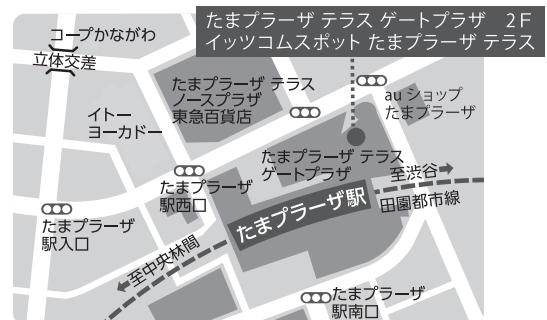 たまプラーザ テラス ゲートプラザ　2F
イッツコムスポット たまプラーザ テラス
コープかながわ
立体交差
たまプラーザ テラス
ノースプラザ
東急百貨店
au ショップ
たまプラーザ
イトー
ヨーカドー
たまプラーザ テラス
ゲートプラザ
至渋谷
たまプラーザ
駅西口
田園都市線
たまプラーザ駅
たまプラーザ
駅入口
至中央林間
たまプラーザ
駅南口